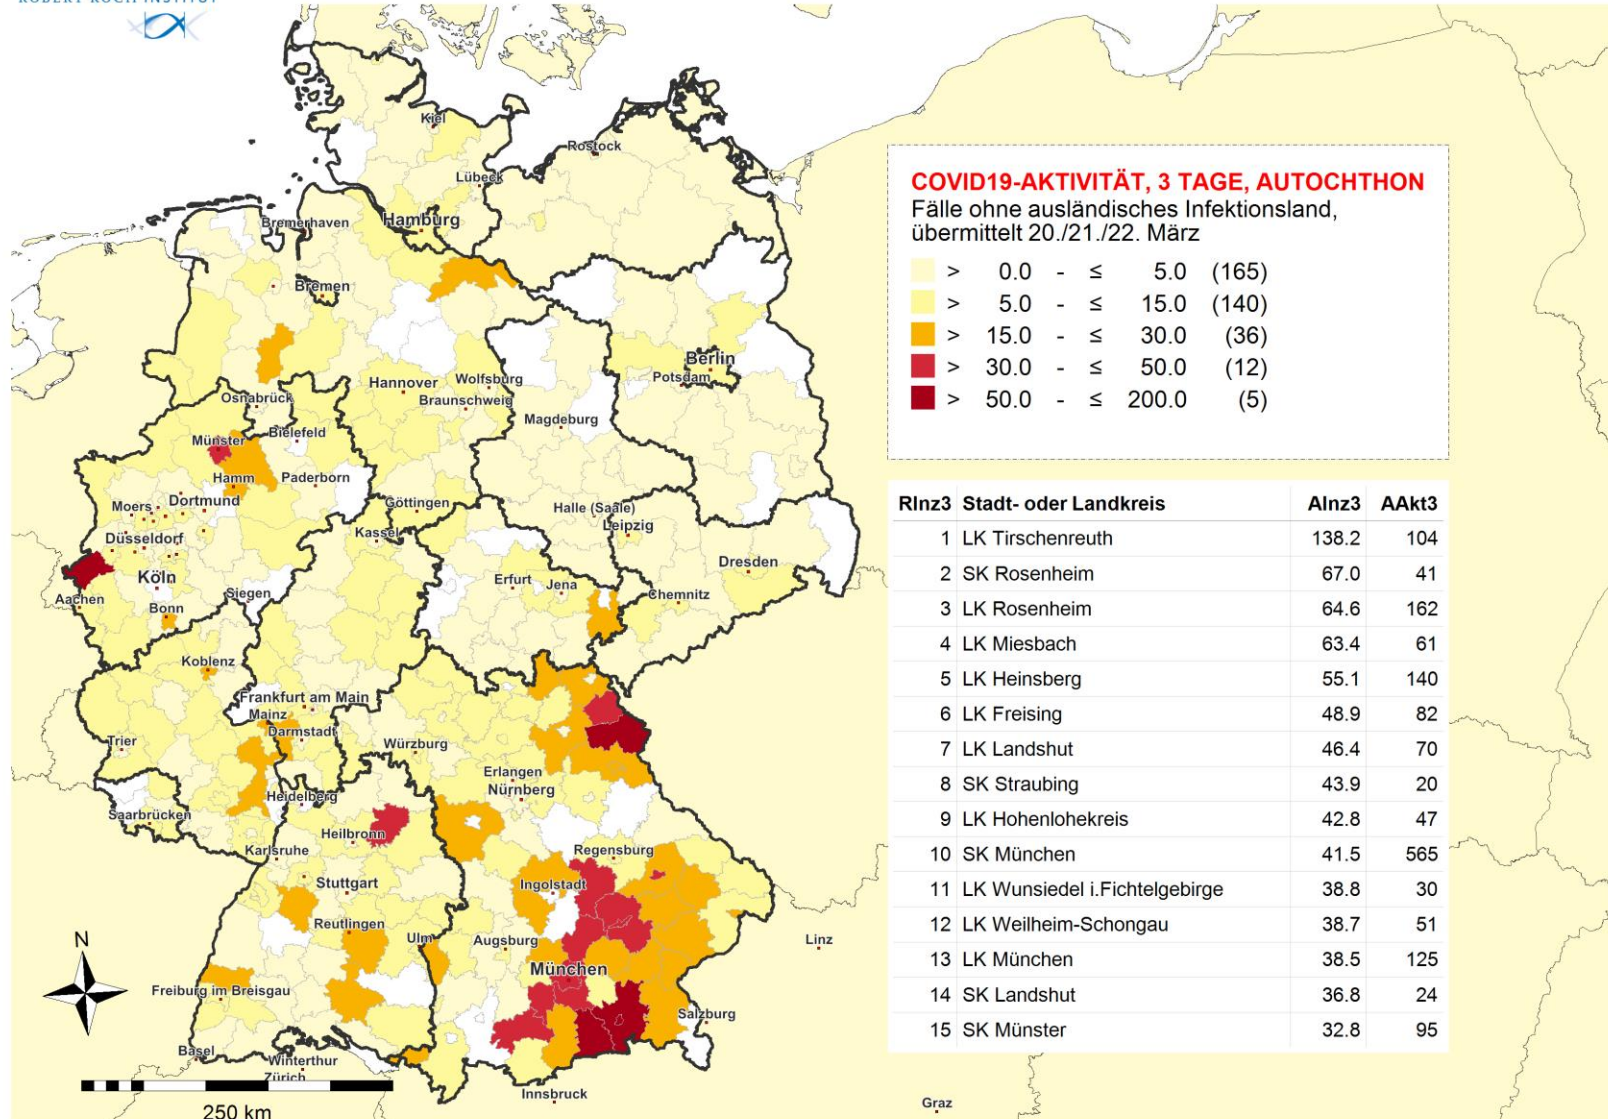 ROBERT KOCH INSTITUT
Kiel
Rostock
Lübeck
Hamburg
Bremerhaven
Bremen
Berlin
Potsdam
Hannover
Wolfsburg
Braunschweig
Osnabrück
Magdeburg
Münster
Bielefeld
Hamm
Paderborn
Moers
Dortmund
Göttingen
Halle (Saale)
Leipzig
Düsseldorf
Kassel
Dresden
Köln
Erfurt
Jena
Aachen
Siegen
Chemnitz
Bonn
Koblenz
Frankfurt am Main
Mainz
Darmstadt
Trier
Würzburg
Erlangen
Nürnberg
Heidelberg
Saarbrücken
Heilbronn
Karlsruhe
Regensburg
Stuttgart
Ingolstadt
Reutlingen
Ulm
Augsburg
Linz
München
Freiburg im Breisgau
Salzburg
Basel
Winterthur
Zürich
Innsbruck
Graz
N
250 km
COVID19-AKTIVITÄT, 3 TAGE, AUTOCHTHON
Fälle ohne ausländisches Infektionsland,
übermittelt 20./21./22. März
> 0.0 - ≤ 5.0 (165)
> 5.0 - ≤ 15.0 (140)
> 15.0 - ≤ 30.0 (36)
> 30.0 - ≤ 50.0 (12)
> 50.0 - ≤ 200.0 (5)
RInz3 Stadt- oder Landkreis AInz3 AAkt3
1 LK Tirschenreuth 138.2 104
2 SK Rosenheim 67.0 41
3 LK Rosenheim 64.6 162
4 LK Miesbach 63.4 61
5 LK Heinsberg 55.1 140
6 LK Freising 48.9 82
7 LK Landshut 46.4 70
8 SK Straubing 43.9 20
9 LK Hohenlohekreis 42.8 47
10 SK München 41.5 565
11 LK Wunsiedel i.Fichtelgebirge 38.8 30
12 LK Weilheim-Schongau 38.7 51
13 LK München 38.5 125
14 SK Landshut 36.8 24
15 SK Münster 32.8 95